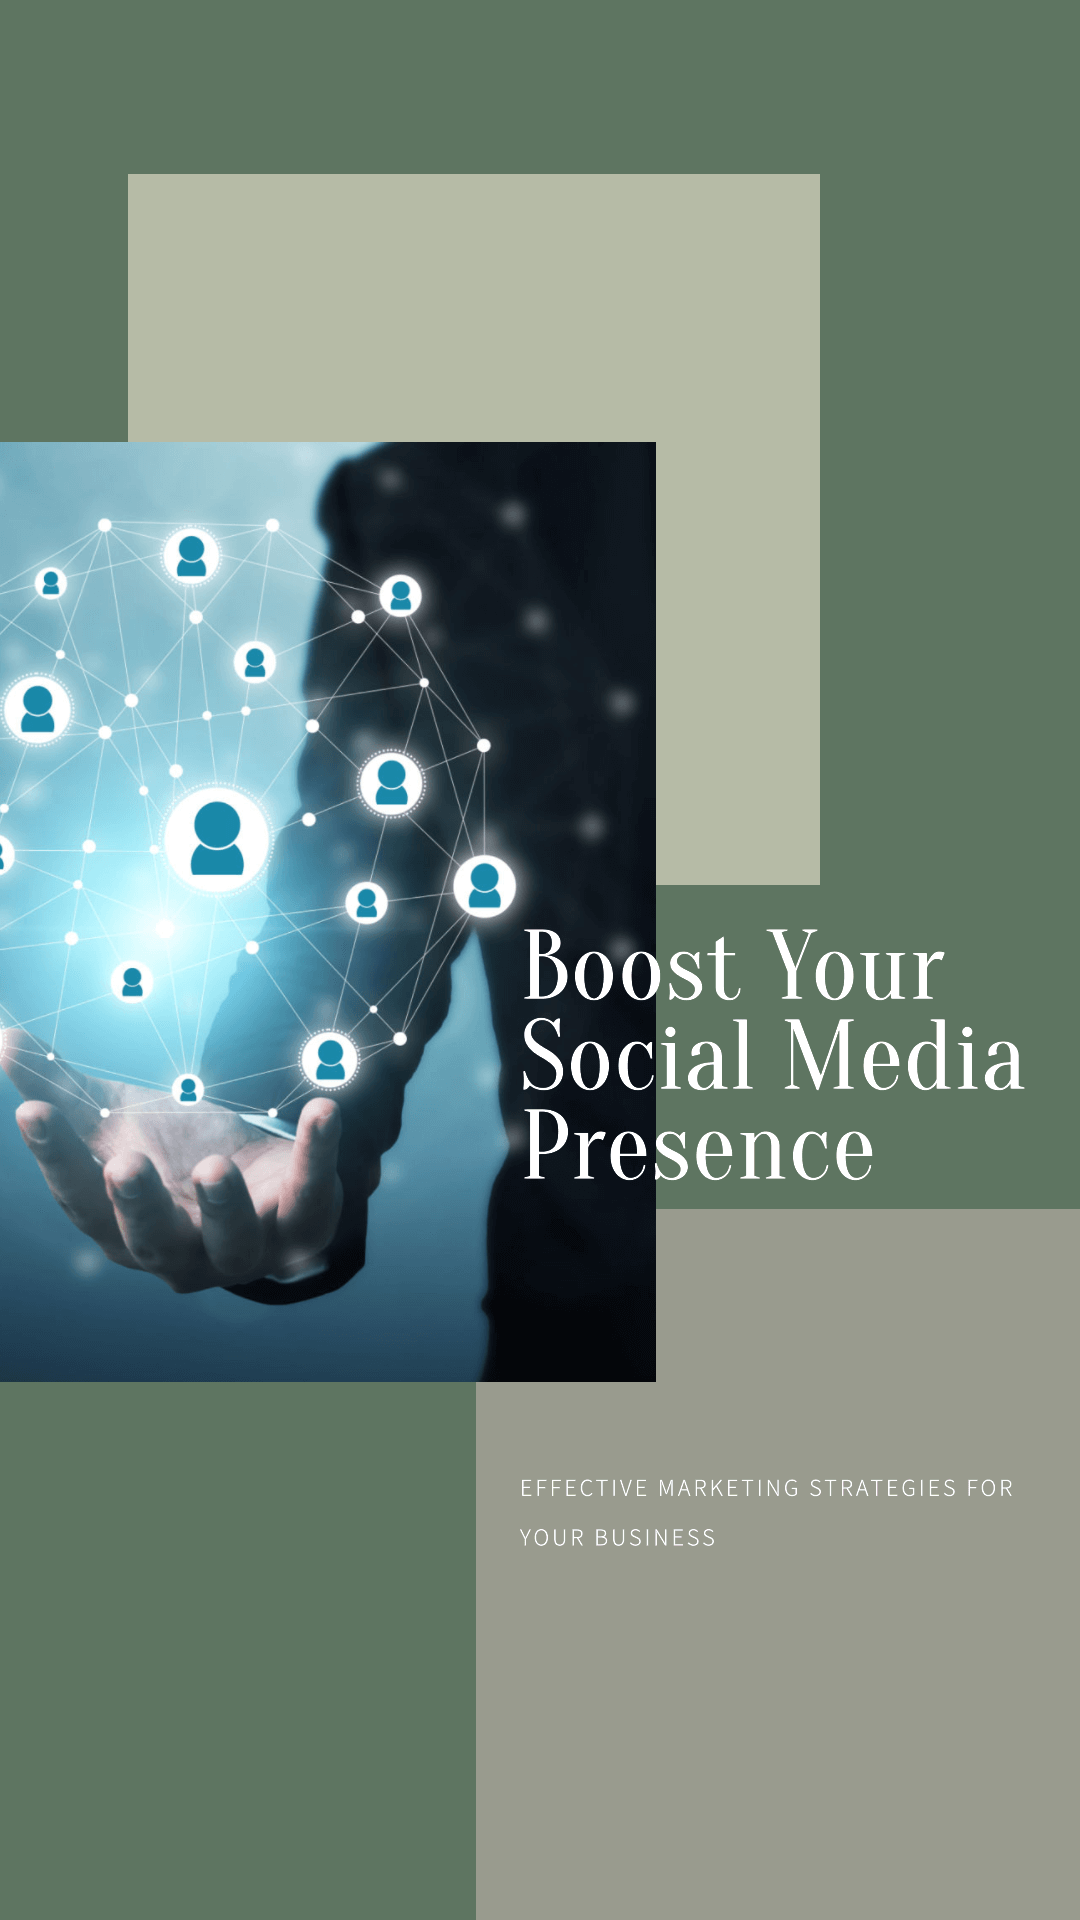 Boost Your
Social Media
Presence
EFFECTIVE MARKETING STRATEGIES FOR
YOUR BUSINESS